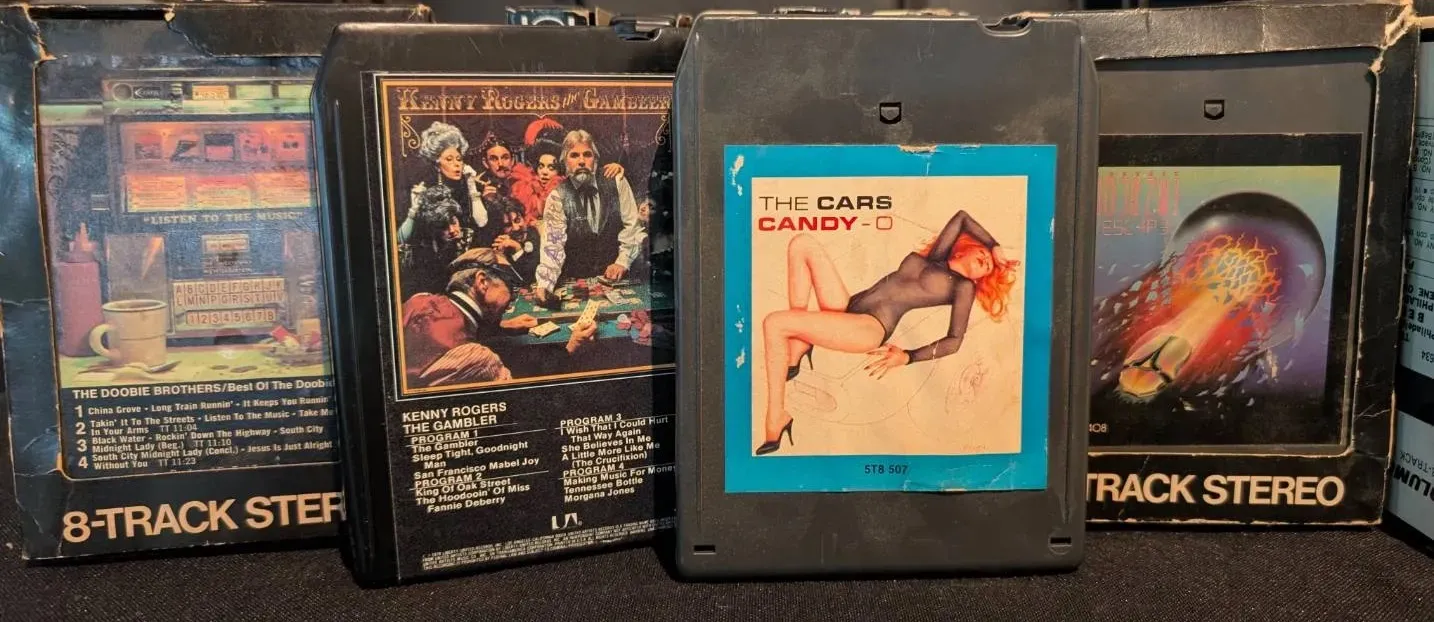 "LISTEN TO THE MUSIC"
ABCDEFGHJK
LMNPQRSTUV
12345678
THE DOOBIE BROTHERS/Best Of The Doobie
1 China Grove - Long Train Runnin' - It Keeps You Runnin'
2 Takin' It To The Streets - Listen To The Music - Take Me
In Your Arms TT 11:04
3 Black Water - Rockin' Down The Highway - South City
Midnight Lady (Beg.) TT 11:10
4 South City Midnight Lady (Concl.) - Jesus Is Just Alright
Without You TT 11:23
8-TRACK STER
KENNY ROGERS THE GAMBLER
KENNY ROGERS
THE GAMBLER
PROGRAM 1
The Gambler
Sleep Tight, Goodnight
Man
San Francisco Mabel Joy
PROGRAM 2
King Of Oak Street
The Hoodooin' Of Miss
Fannie Deberry
PROGRAM 3
I Wish That I Could Hurt
That Way Again
She Believes In Me
A Little More Like Me
(The Crucifixion)
PROGRAM 4
Making Music For Money
Tennessee Bottle
Morgana Jones
UA
THE CARS
CANDY-O
ST8 507
ESC4P3
408
TRACK STEREO